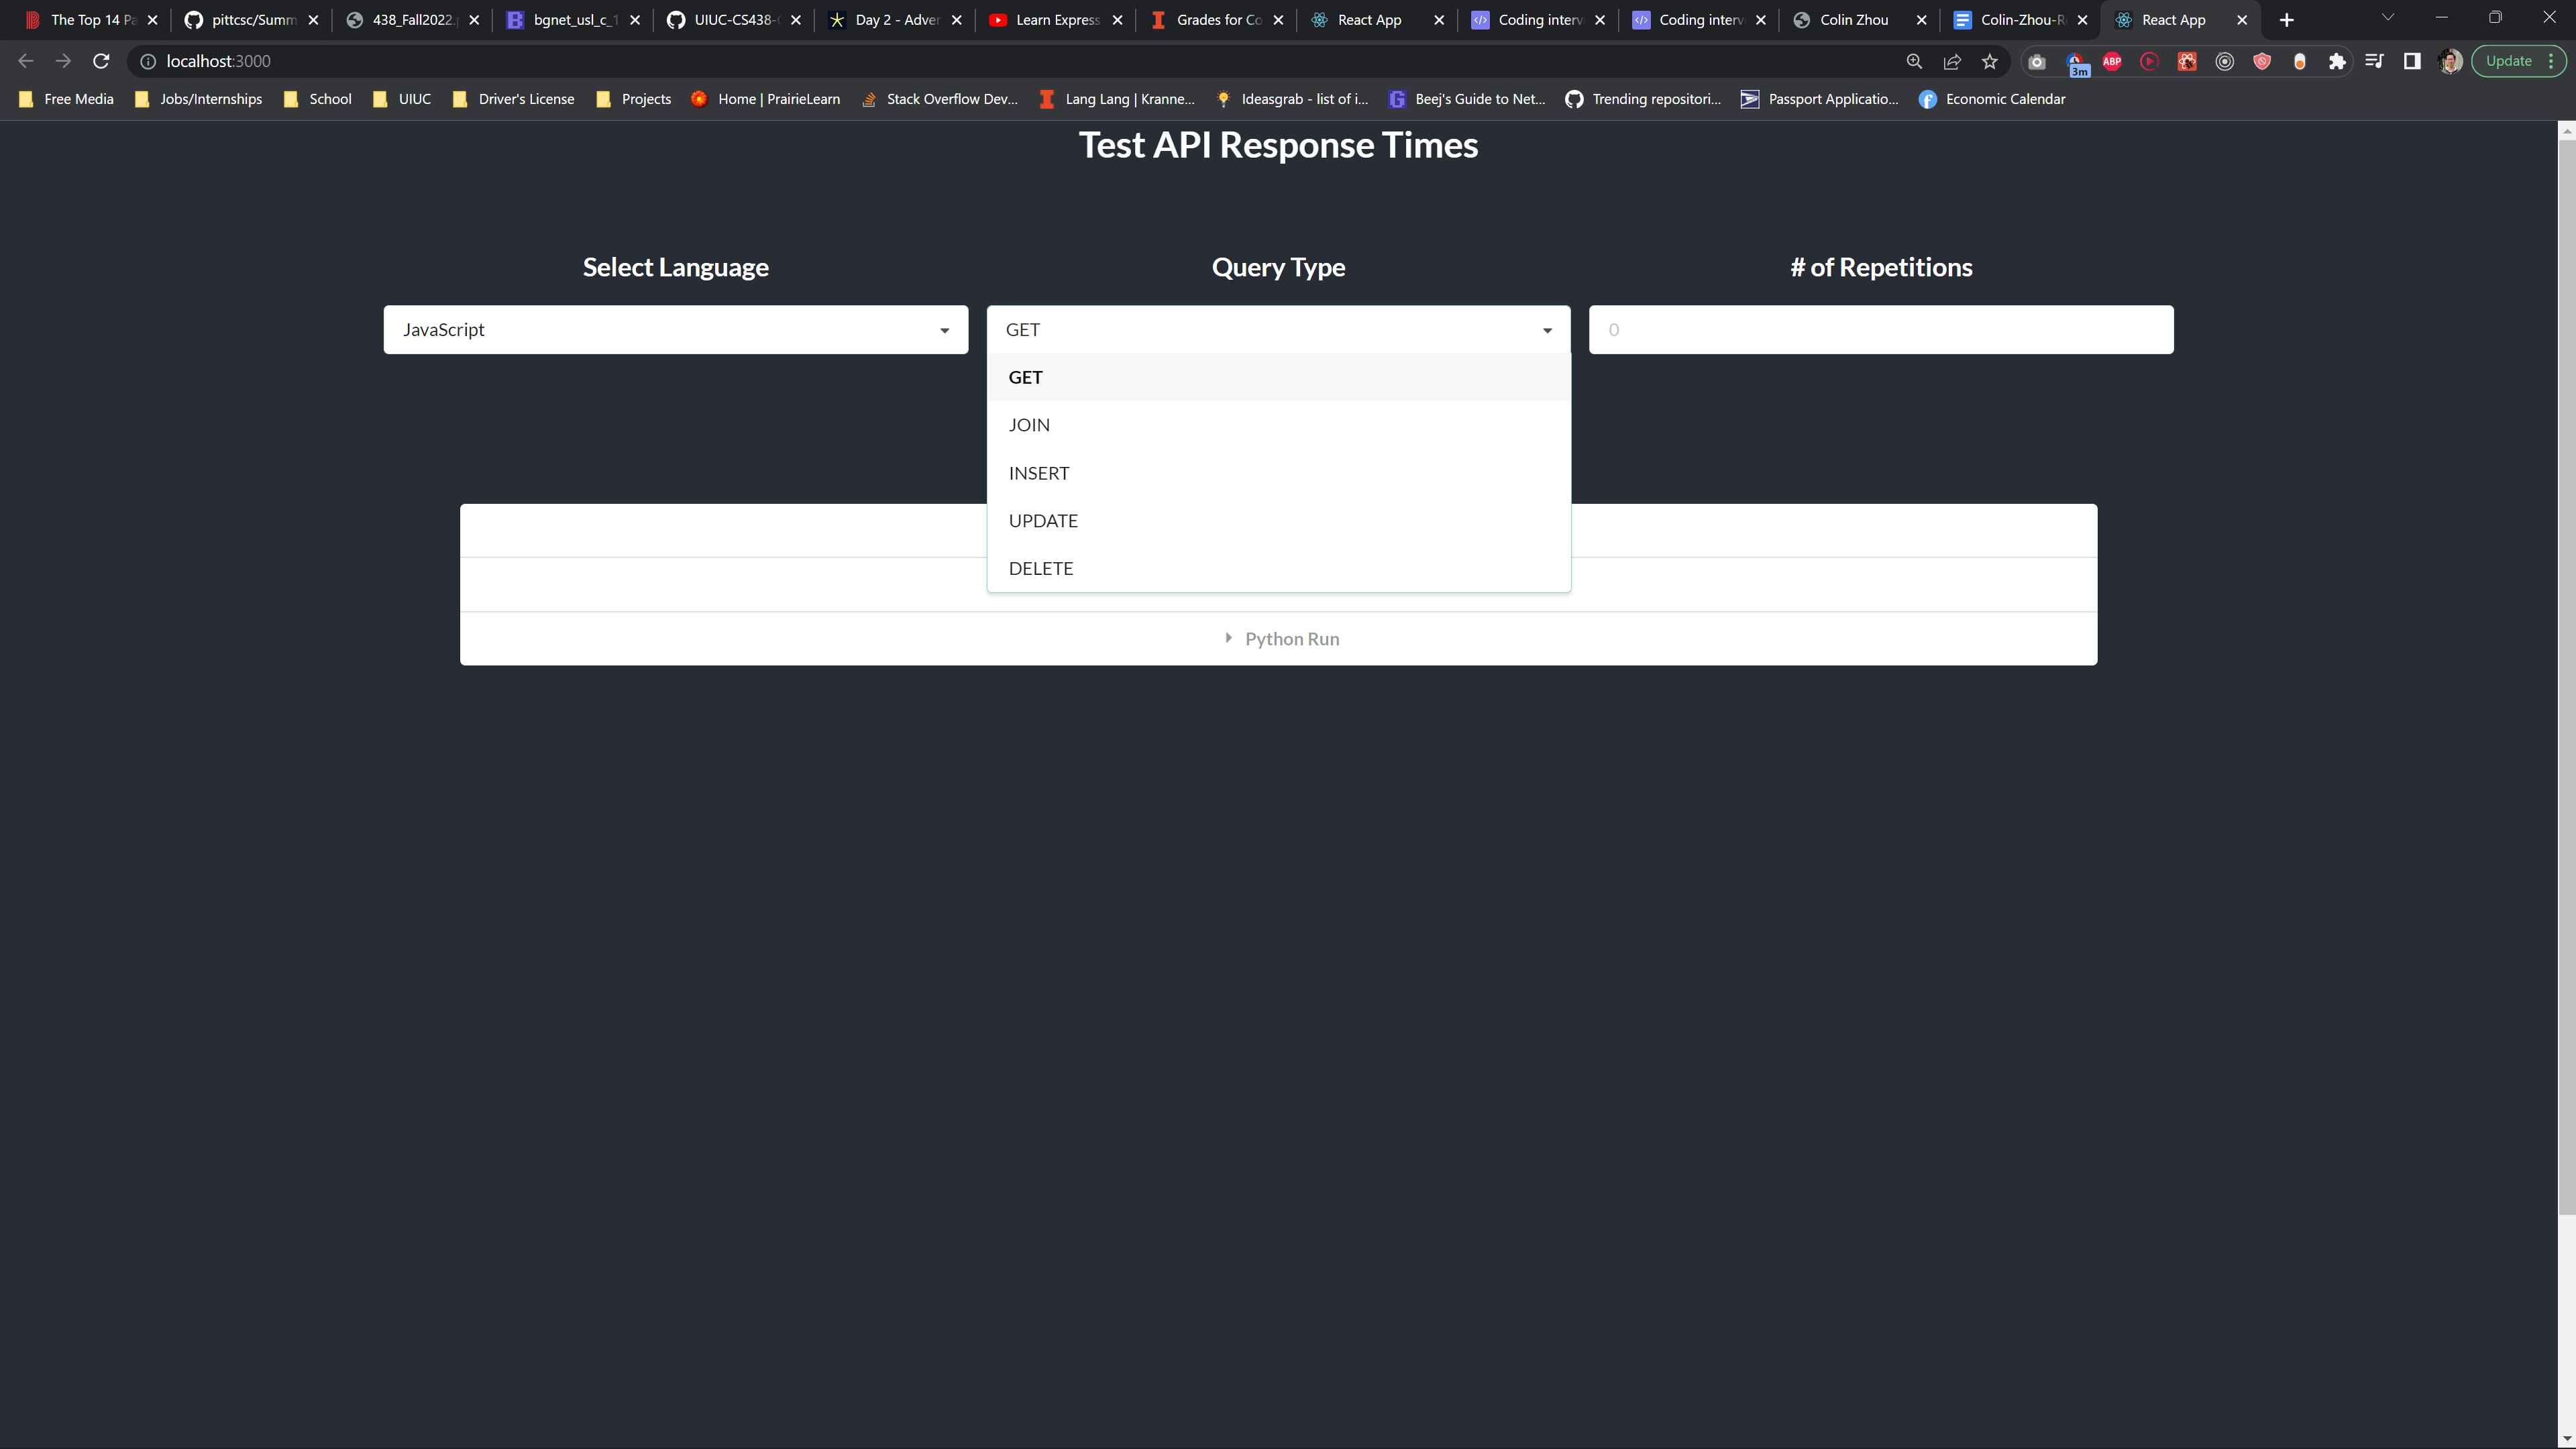 The Top 14 Pa
pittcsc/Summ
438_Fall2022.p
bgnet_usl_c_1
UIUC-CS438-
Day 2 - Adver
Learn Express
Grades for Co
React App
Coding interv
Coding interv
Colin Zhou
Colin-Zhou-R
React App
localhost:3000
3m
ABP
Update
Free Media
Jobs/Internships
School
UIUC
Driver's License
Projects
Home | PrairieLearn
Stack Overflow Dev...
Lang Lang | Kranne...
Ideasgrab - list of i...
Beej's Guide to Net...
Trending repositori...
Passport Applicatio...
Economic Calendar
Test API Response Times
Select Language
Query Type
# of Repetitions
JavaScript
GET
0
GET
JOIN
INSERT
UPDATE
DELETE
Python Run